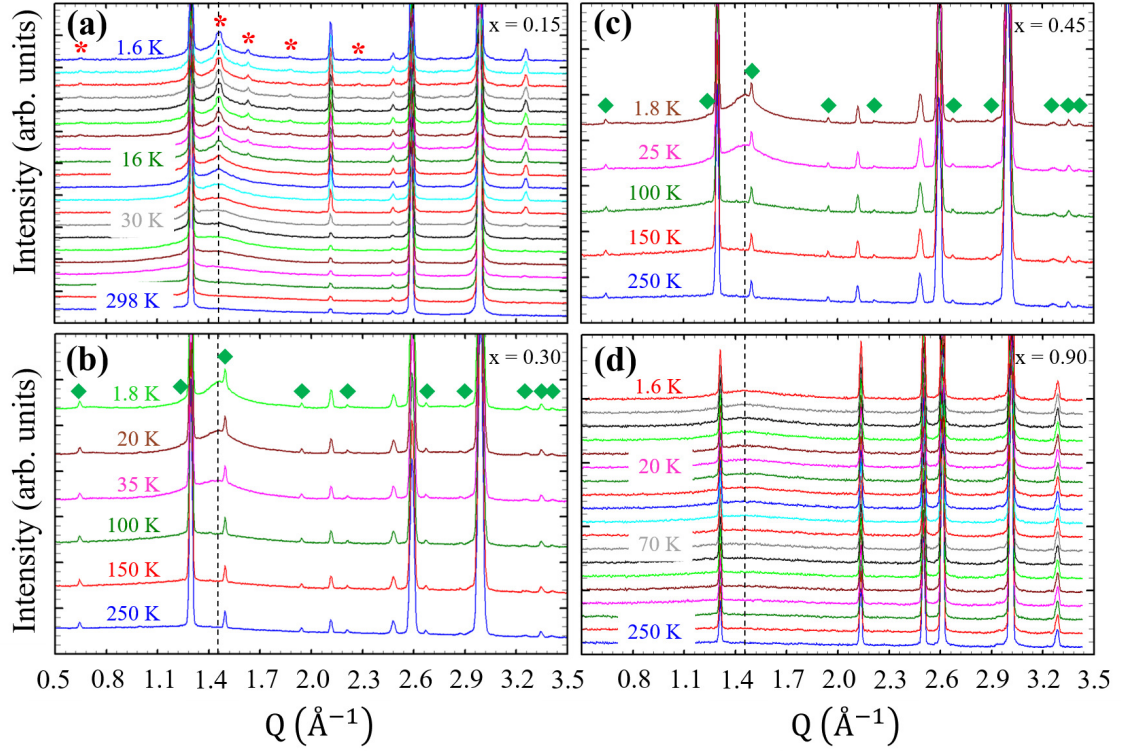 (a)
x = 0.15
* * * * *
1.6 K
16 K
30 K
298 K
(b)
x = 0.30
1.8 K
20 K
35 K
100 K
150 K
250 K
0.5 0.8 1.1 1.4 1.7 2.0 2.3 2.6 2.9 3.2 3.5
Q (Å⁻¹)
Intensity (arb. units)
Intensity (arb. units)
(c)
x = 0.45
1.8 K
25 K
100 K
150 K
250 K
(d)
x = 0.90
1.6 K
20 K
70 K
250 K
0.8 1.1 1.4 1.7 2.0 2.3 2.6 2.9 3.2 3.5
Q (Å⁻¹)